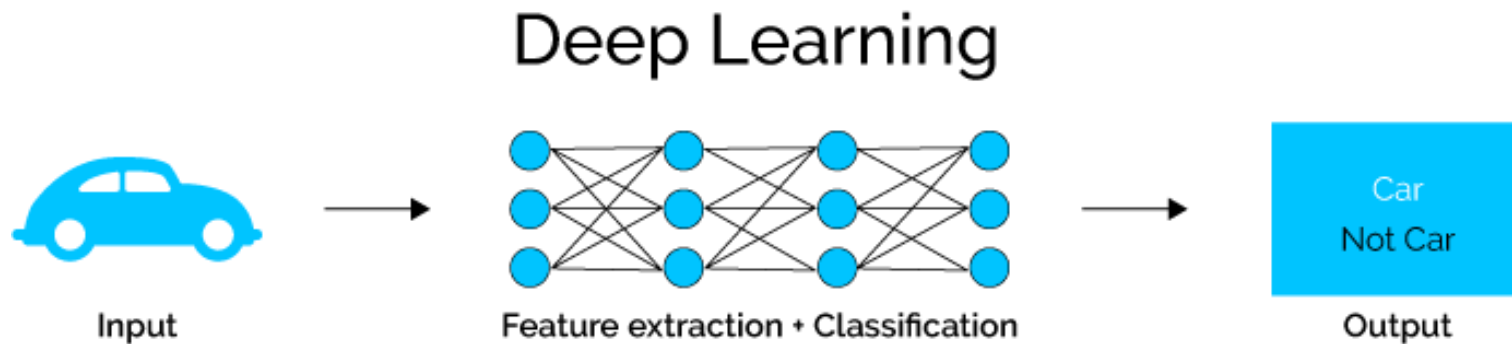 Deep Learning
Car
Not Car
Input
Feature extraction + Classification
Output